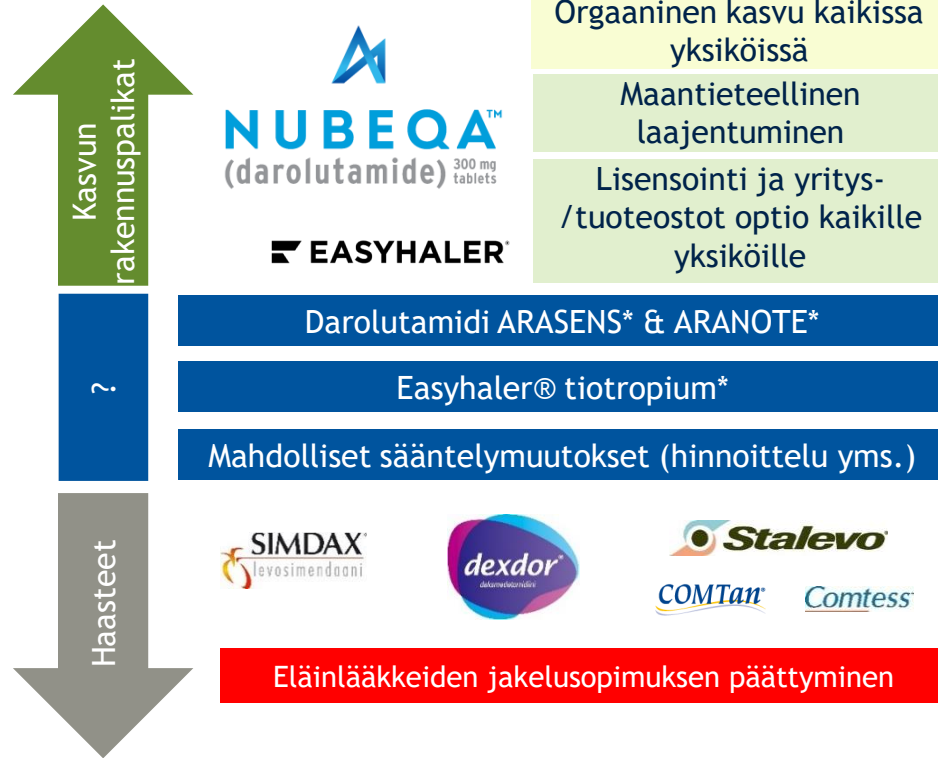 Kasvun
rakennuspalikat
NUBEQA™
(darolutamide) 300 mg
tablets
EASYHALER®
Orgaaninen kasvu kaikissa
yksiköissä
Maantieteellinen
laajentuminen
Lisensointi ja yritys-
/tuoteostot optio kaikille
yksiköille
?
Darolutamidi ARASENS* & ARANOTE*
Easyhaler® tiotropium*
Mahdolliset sääntelymuutokset (hinnoittelu yms.)
Haasteet
SIMDAX®
levosimendaani
dexdor®
deksmedetomidiini
Stalevo®
COMTan®
Comtess®
Eläinlääkkeiden jakelusopimuksen päättyminen